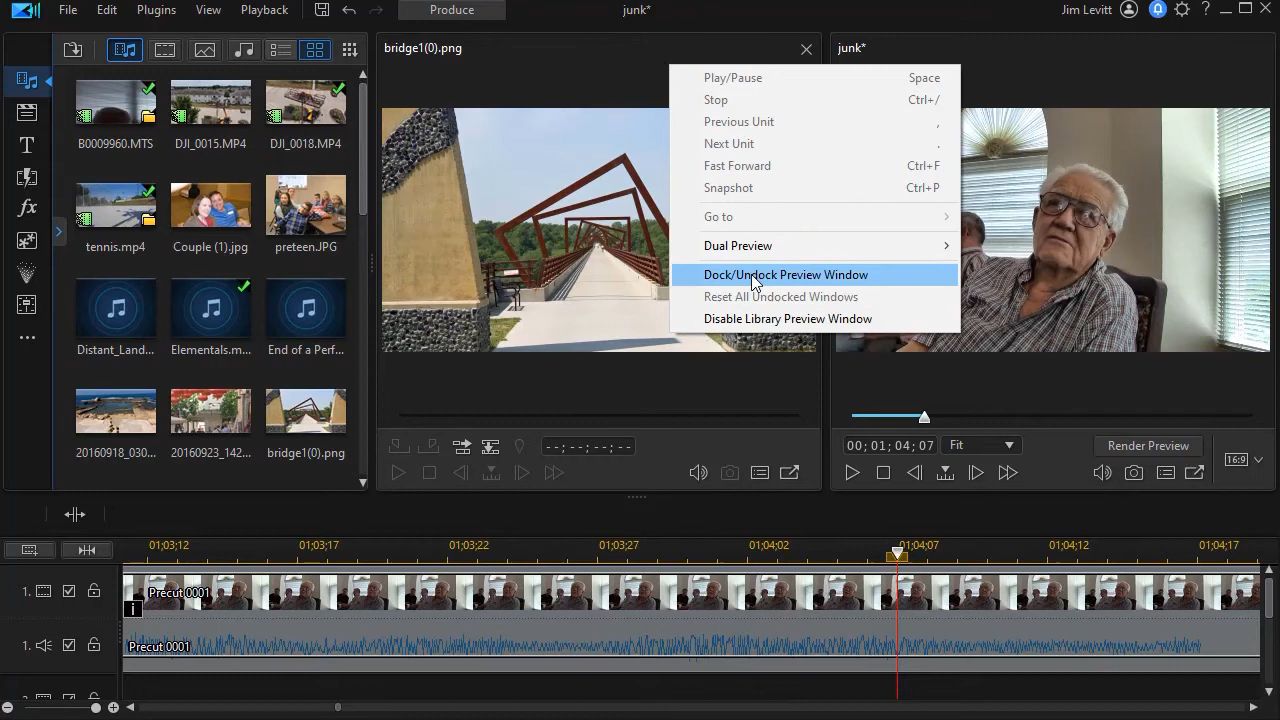 File Edit Plugins View Playback Produce junk* Jim Levitt
bridge1(0).png
junk*
B0009960.MTS DJI_0015.MP4 DJI_0018.MP4
tennis.mp4 Couple (1).jpg preteen.JPG
Distant_Land... Elementals.m... End of a Perf...
20160918_030... 20160923_142... bridge1(0).png
Play/Pause Space
Stop Ctrl+/
Previous Unit ,
Next Unit .
Fast Forward Ctrl+F
Snapshot Ctrl+P
Go to
Dual Preview
Dock/Undock Preview Window
Reset All Undocked Windows
Disable Library Preview Window
--;--;--;--
00;01;04;07 Fit Render Preview
16:9
01;03;12 01;03;17 01;03;22 01;03;27 01;04;02 01;04;07 01;04;12 01;04;17
1. Precut 0001
1. Precut 0001